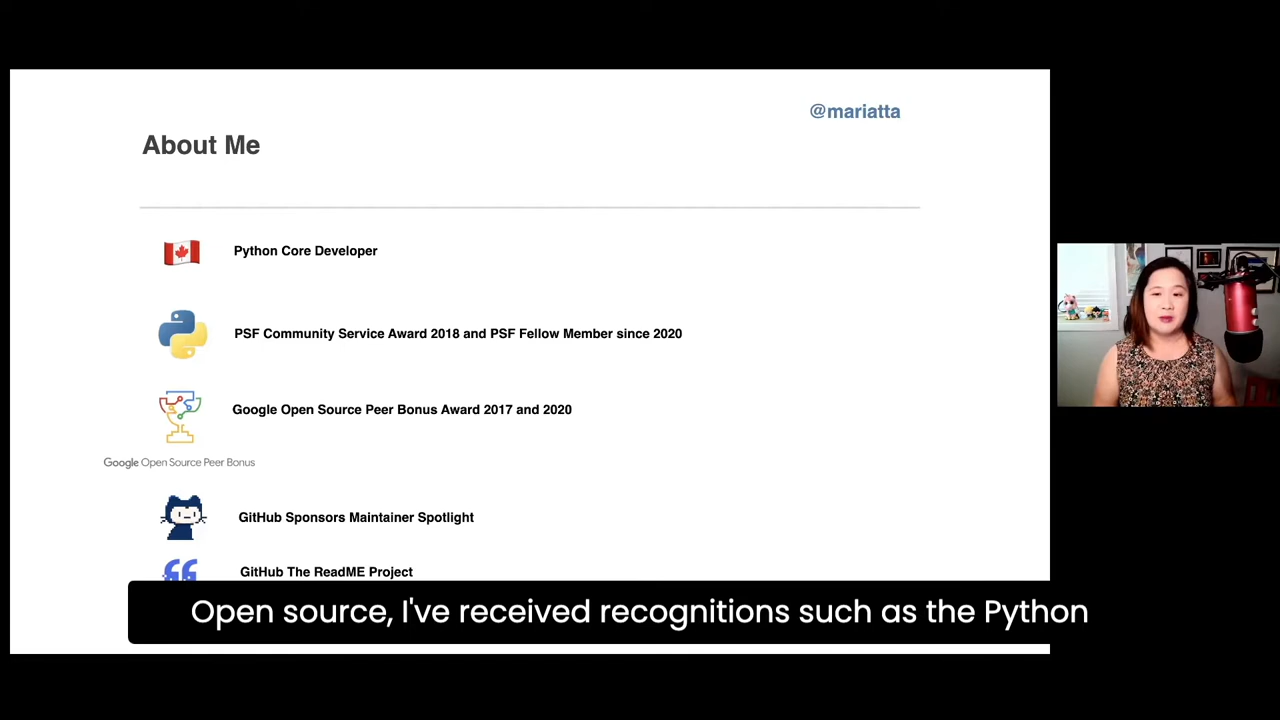 @mariatta
About Me
Python Core Developer
PSF Community Service Award 2018 and PSF Fellow Member since 2020
Google Open Source Peer Bonus Award 2017 and 2020
Google Open Source Peer Bonus
GitHub Sponsors Maintainer Spotlight
GitHub The ReadME Project
Open source, I've received recognitions such as the Python